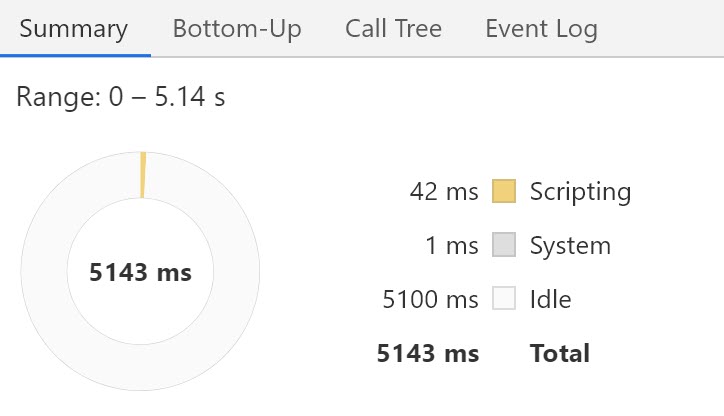 Summary Bottom-Up Call Tree Event Log
Range: 0 – 5.14 s
42 ms Scripting
1 ms System
5143 ms
5100 ms Idle
5143 ms Total